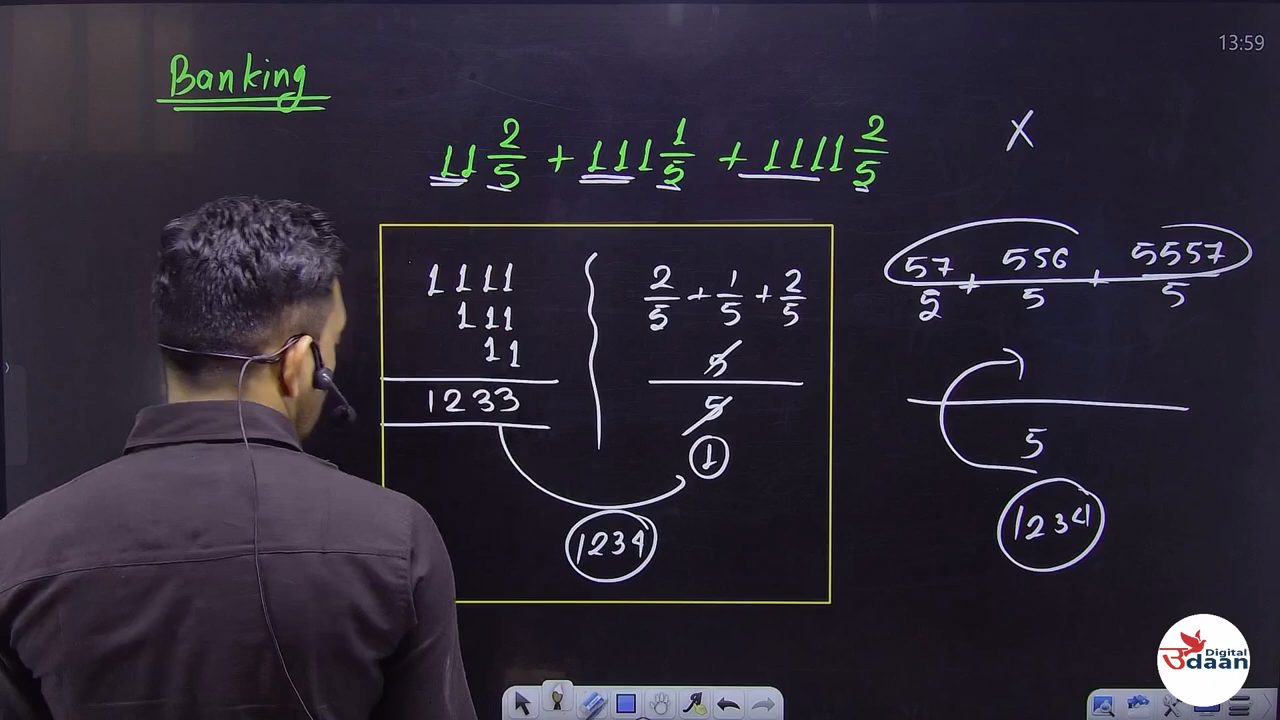 13:59
Banking
11 2/5 + 111 1/5 + 1111 2/5
X
1111
111
11
1233
2/5 + 1/5 + 2/5
5
5
1
1234
57/5 + 556/5 + 5557/5
5
1234
Digital
उdaan